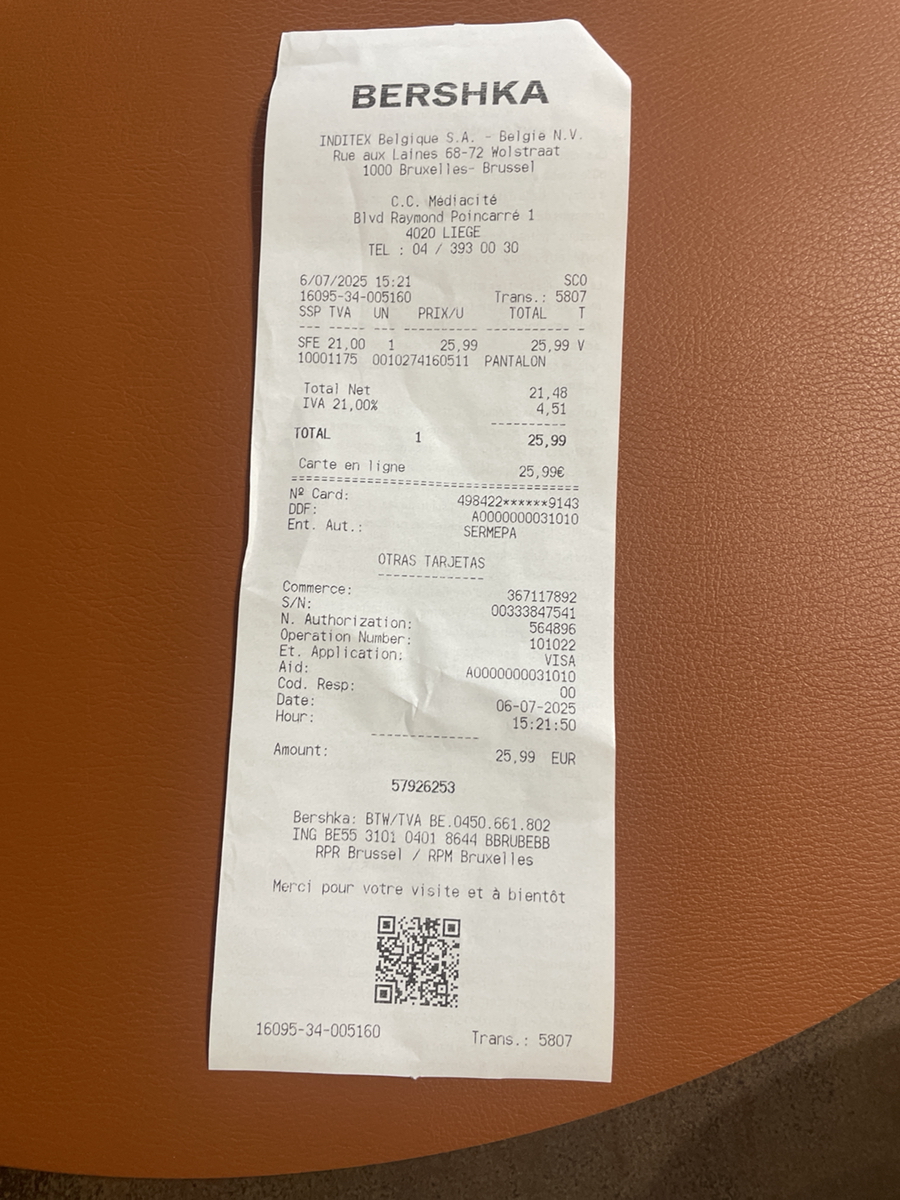 BERSHKA
INDITEX Belgique S.A. - Belgie N.V.
Rue aux Laines 68-72 Wolstraat
1000 Bruxelles- Brussel
C.C. Médiacité
Blvd Raymond Poincarré 1
4020 LIEGE
TEL : 04 / 393 00 30
6/07/2025 15:21 SCO
16095-34-005160 Trans.: 5807
SSP TVA UN PRIX/U TOTAL T
--- ----- --- ---------- ----------- -
SFE 21,00 1 25,99 25,99 V
10001175 0010274160511 PANTALON
Total Net 21,48
IVA 21,00% 4,51
----------
TOTAL 1 25,99
Carte en ligne 25,99€
========================================
Nº Card: 498422******9143
DDF: A0000000031010
Ent. Aut.: SERMEPA
OTRAS TARJETAS
--------------
Commerce: 367117892
S/N: 00333847541
N. Authorization: 564896
Operation Number: 101022
Et. Application: VISA
Aid: A0000000031010
Cod. Resp: 00
Date: 06-07-2025
Hour: 15:21:50
--------------
Amount: 25,99 EUR
57926253
Bershka: BTW/TVA BE.0450.661.802
ING BE55 3101 0401 8644 BBRUBEBB
RPR Brussel / RPM Bruxelles
Merci pour votre visite et à bientôt
16095-34-005160 Trans.: 5807